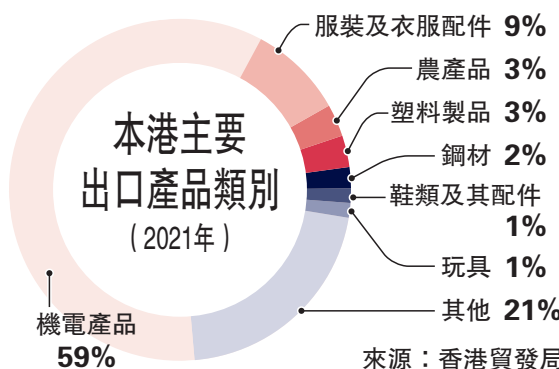 本港主要
出口產品類別
（2021年）
服裝及衣服配件 9%
農產品 3%
塑料製品 3%
鋼材 2%
鞋類及其配件
1%
玩具 1%
其他 21%
機電產品
59%
來源：香港貿發局